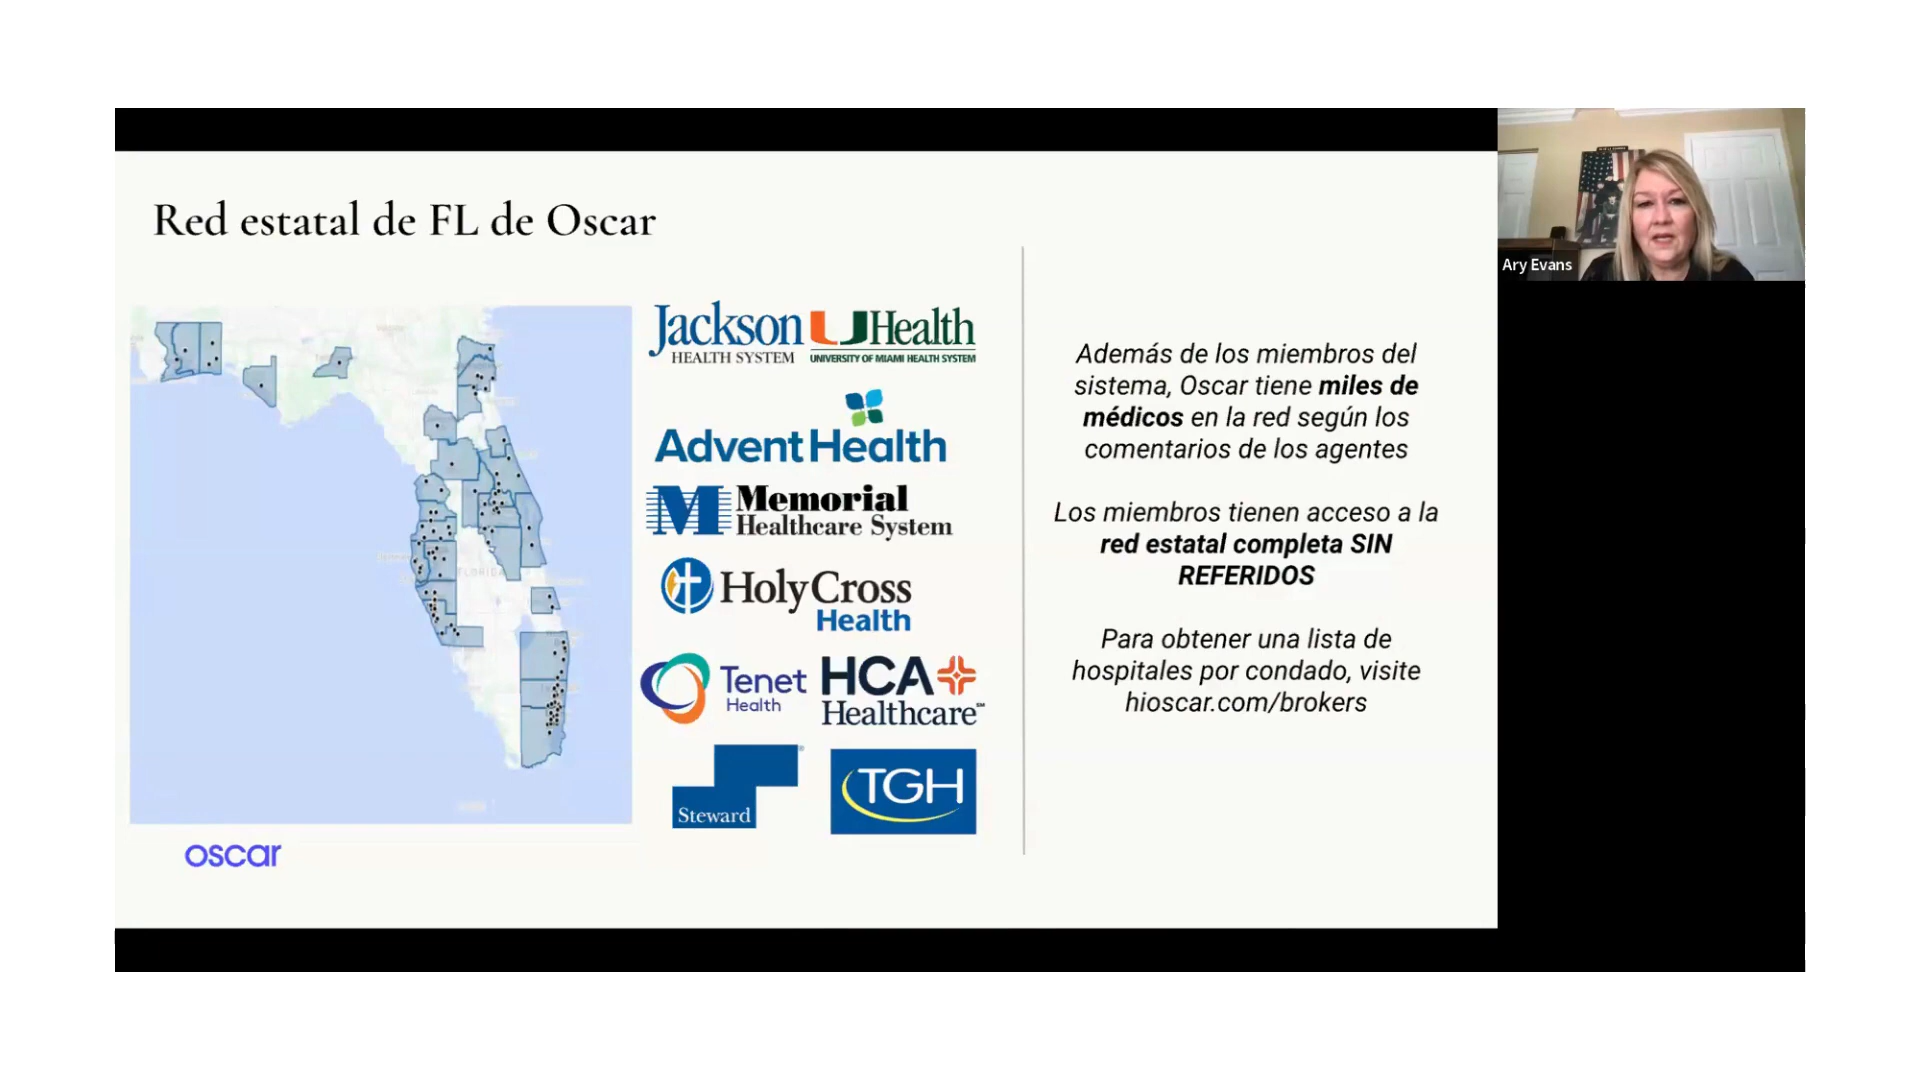 Red estatal de FL de Oscar
Jackson
HEALTH SYSTEM
UHealth
UNIVERSITY OF MIAMI HEALTH SYSTEM
AdventHealth
M Memorial
Healthcare System
HolyCross
Health
Tenet
Health
HCA
Healthcare℠
Steward
TGH
FLORIDA
oscar
Además de los miembros del
sistema, Oscar tiene miles de
médicos en la red según los
comentarios de los agentes
Los miembros tienen acceso a la
red estatal completa SIN
REFERIDOS
Para obtener una lista de
hospitales por condado, visite
hioscar.com/brokers
Ary Evans